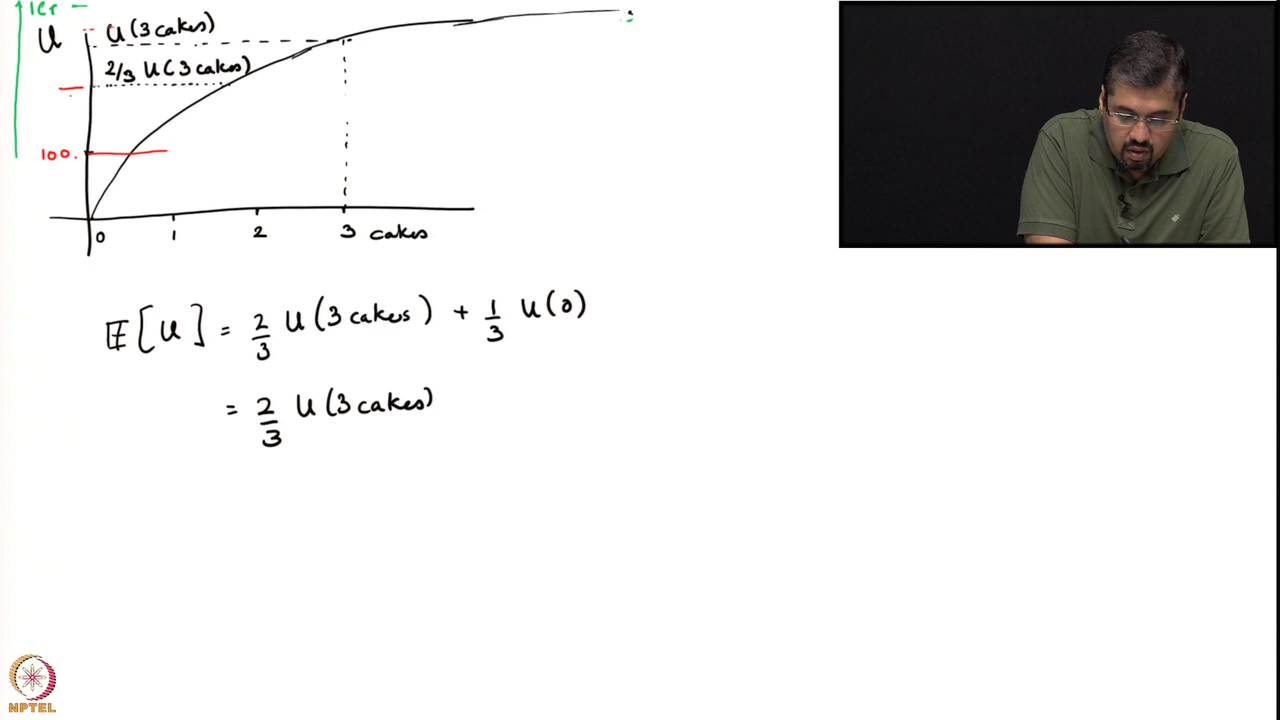 1cr -
U
U(3 cakes)
2/3 U(3 cakes)
100.
0 1 2 3 cakes
𝔼[U] = 2/3 U(3 cakes) + 1/3 U(0)
= 2/3 U(3 cakes)
NPTEL